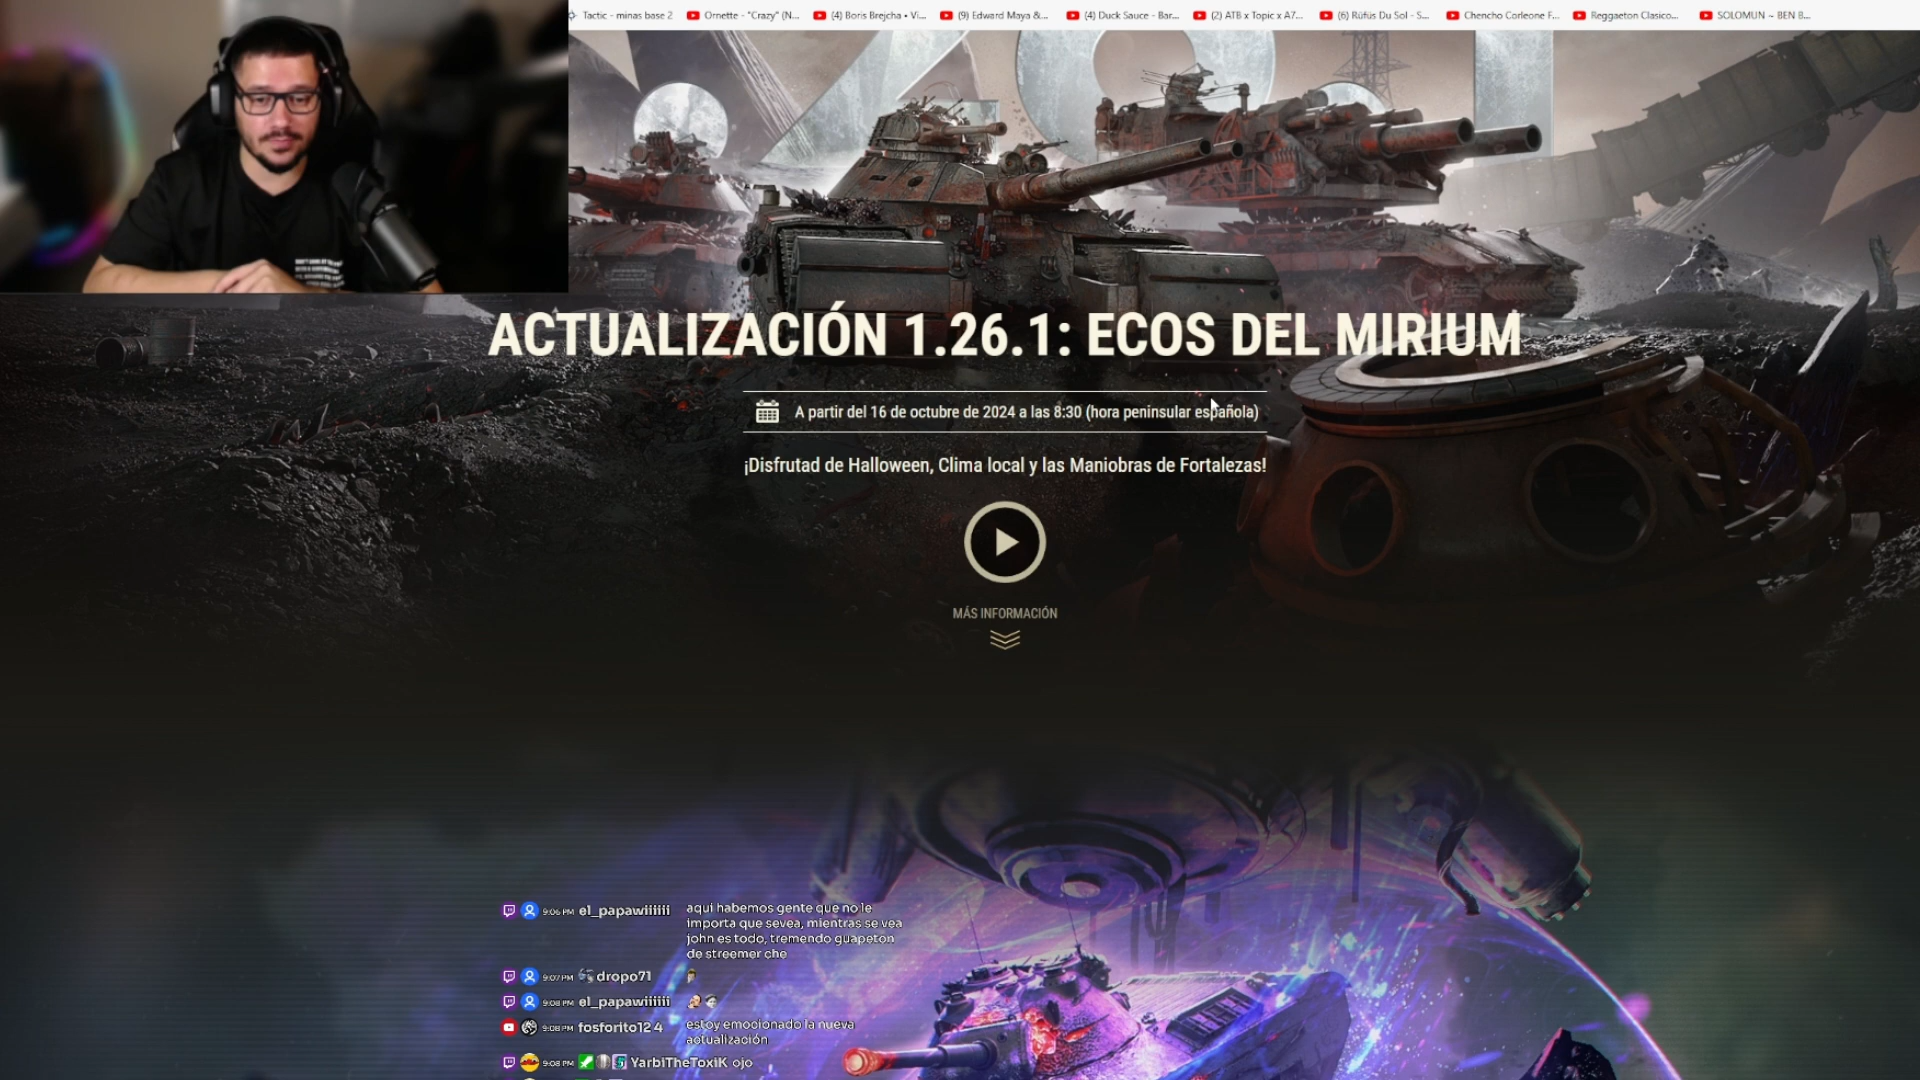 Tactic - minas base 2
Ornette - "Crazy" (N...
(4) Boris Brejcha • Vi...
(9) Edward Maya &...
(4) Duck Sauce - Bar...
(2) ATB x Topic x A7...
(6) Rüfüs Du Sol - S...
Chencho Corleone F...
Reggaeton Clasico...
SOLOMUN ~ BEN B...
ACTUALIZACIÓN 1.26.1: ECOS DEL MIRIUM
A partir del 16 de octubre de 2024 a las 8:30 (hora peninsular española)
¡Disfrutad de Halloween, Clima local y las Maniobras de Fortalezas!
MÁS INFORMACIÓN
9:06 PM el_papawiiiiii aqui habemos gente que no le
importa que sevea, mientras se vea
john es todo, tremendo guapeton
de streemer che
9:07 PM dropo71
9:08 PM el_papawiiiiii
9:08 PM fosforito124 estoy emocionado la nueva
actualización
9:08 PM YarbiTheToxiK ojo